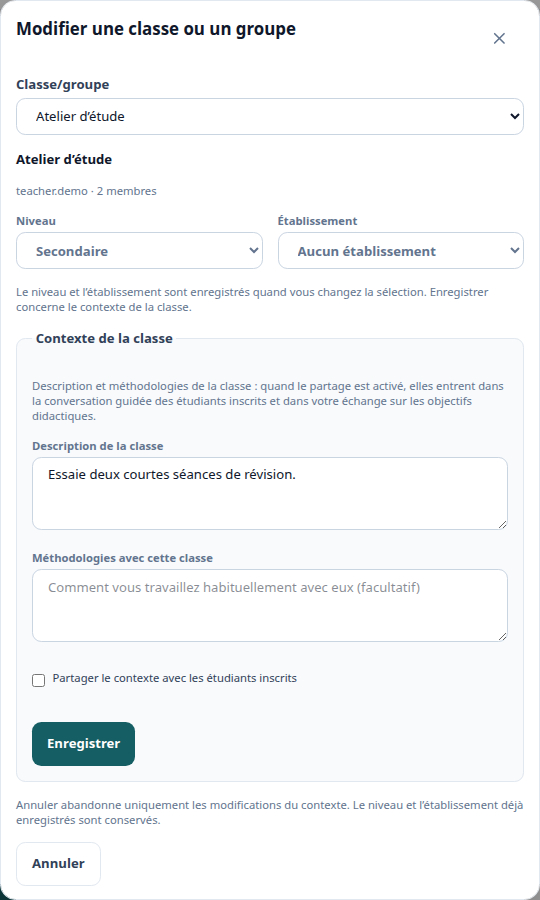 Modifier une classe ou un groupe
Classe/groupe
Atelier d’étude
Atelier d’étude
teacher.demo · 2 membres
Niveau
Établissement
Secondaire
Aucun établissement
Le niveau et l’établissement sont enregistrés quand vous changez la sélection. Enregistrer
concerne le contexte de la classe.
Contexte de la classe
Description et méthodologies de la classe : quand le partage est activé, elles entrent dans
la conversation guidée des étudiants inscrits et dans votre échange sur les objectifs
didactiques.
Description de la classe
Essaie deux courtes séances de révision.
Méthodologies avec cette classe
Comment vous travaillez habituellement avec eux (facultatif)
Partager le contexte avec les étudiants inscrits
Enregistrer
Annuler abandonne uniquement les modifications du contexte. Le niveau et l’établissement déjà
enregistrés sont conservés.
Annuler